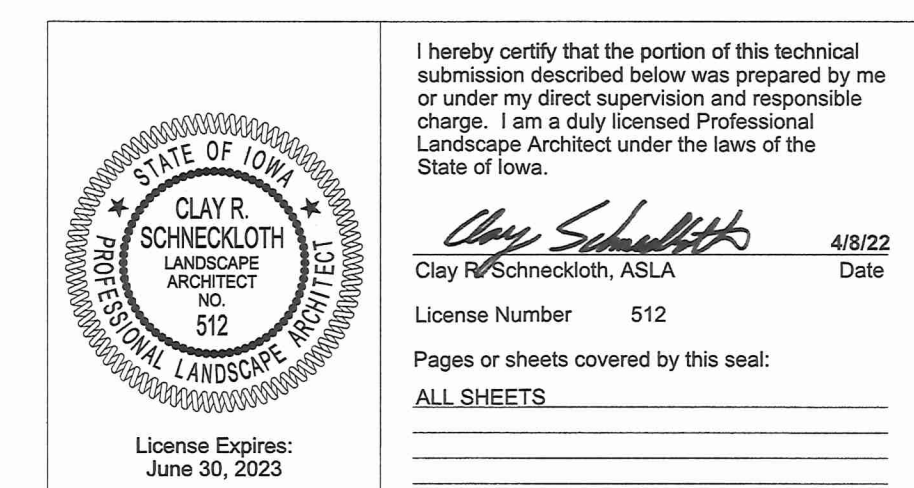 STATE OF IOWA
CLAY R.
SCHNECKLOTH
LANDSCAPE
ARCHITECT
NO.
512
PROFESSIONAL LANDSCAPE ARCHITECT
License Expires:
June 30, 2023
I hereby certify that the portion of this technical
submission described below was prepared by me
or under my direct supervision and responsible
charge. I am a duly licensed Professional
Landscape Architect under the laws of the
State of Iowa.
Clay Schneckloth
4/8/22
Clay R. Schneckloth, ASLA Date
License Number 512
Pages or sheets covered by this seal:
ALL SHEETS